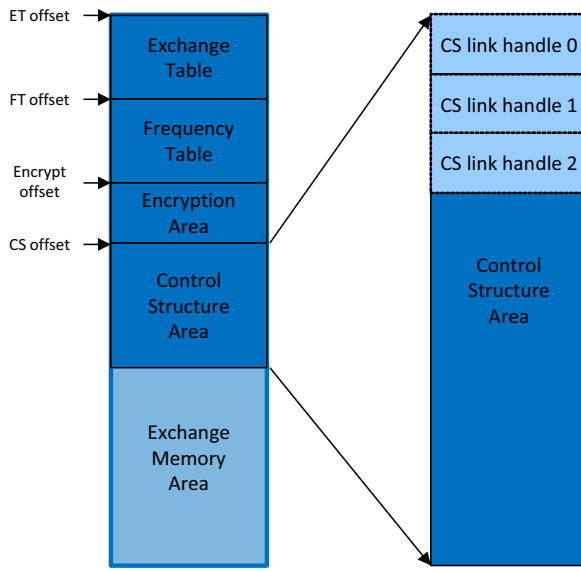 ET offset
Exchange
Table
FT offset
Frequency
Table
Encrypt
offset
Encryption
Area
CS offset
Control
Structure
Area
Exchange
Memory
Area
CS link handle 0
CS link handle 1
CS link handle 2
Control
Structure
Area